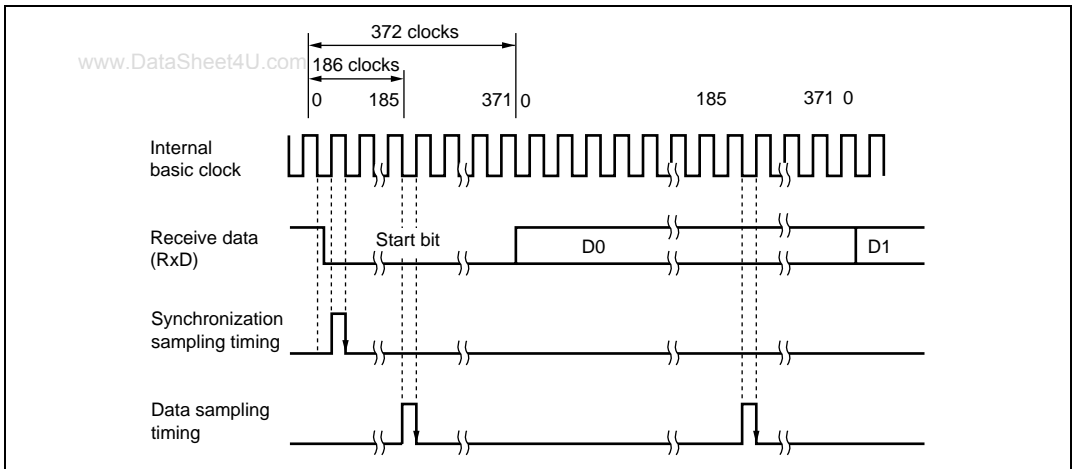 372 clocks
www.DataSheet4U.com
186 clocks
0 185 371 0 185 371 0
Internal
basic clock
Receive data
(RxD)
Start bit
D0
D1
Synchronization
sampling timing
Data sampling
timing